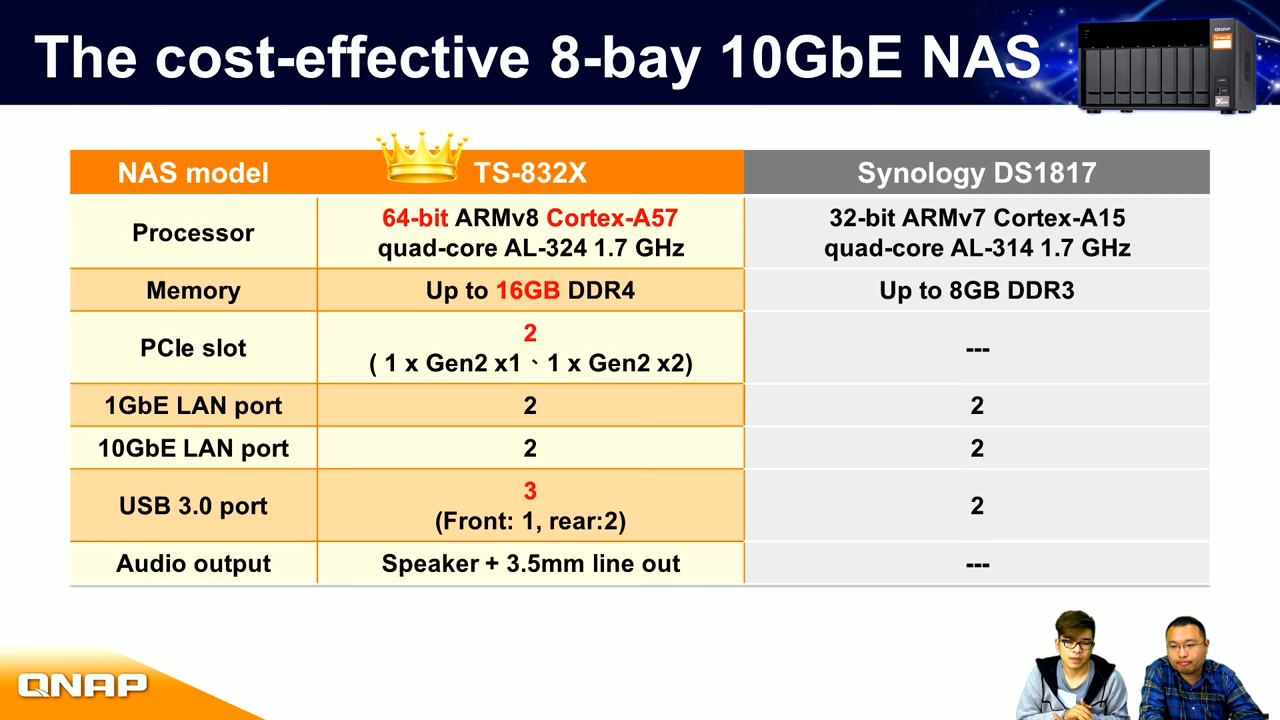 The cost-effective 8-bay 10GbE NAS
QNAP
NAS model
TS-832X
Synology DS1817
Processor
64-bit ARMv8 Cortex-A57
quad-core AL-324 1.7 GHz
32-bit ARMv7 Cortex-A15
quad-core AL-314 1.7 GHz
Memory
Up to 16GB DDR4
Up to 8GB DDR3
PCIe slot
2
( 1 x Gen2 x1、1 x Gen2 x2)
---
1GbE LAN port
2
2
10GbE LAN port
2
2
USB 3.0 port
3
(Front: 1, rear:2)
2
Audio output
Speaker + 3.5mm line out
---
QNAP